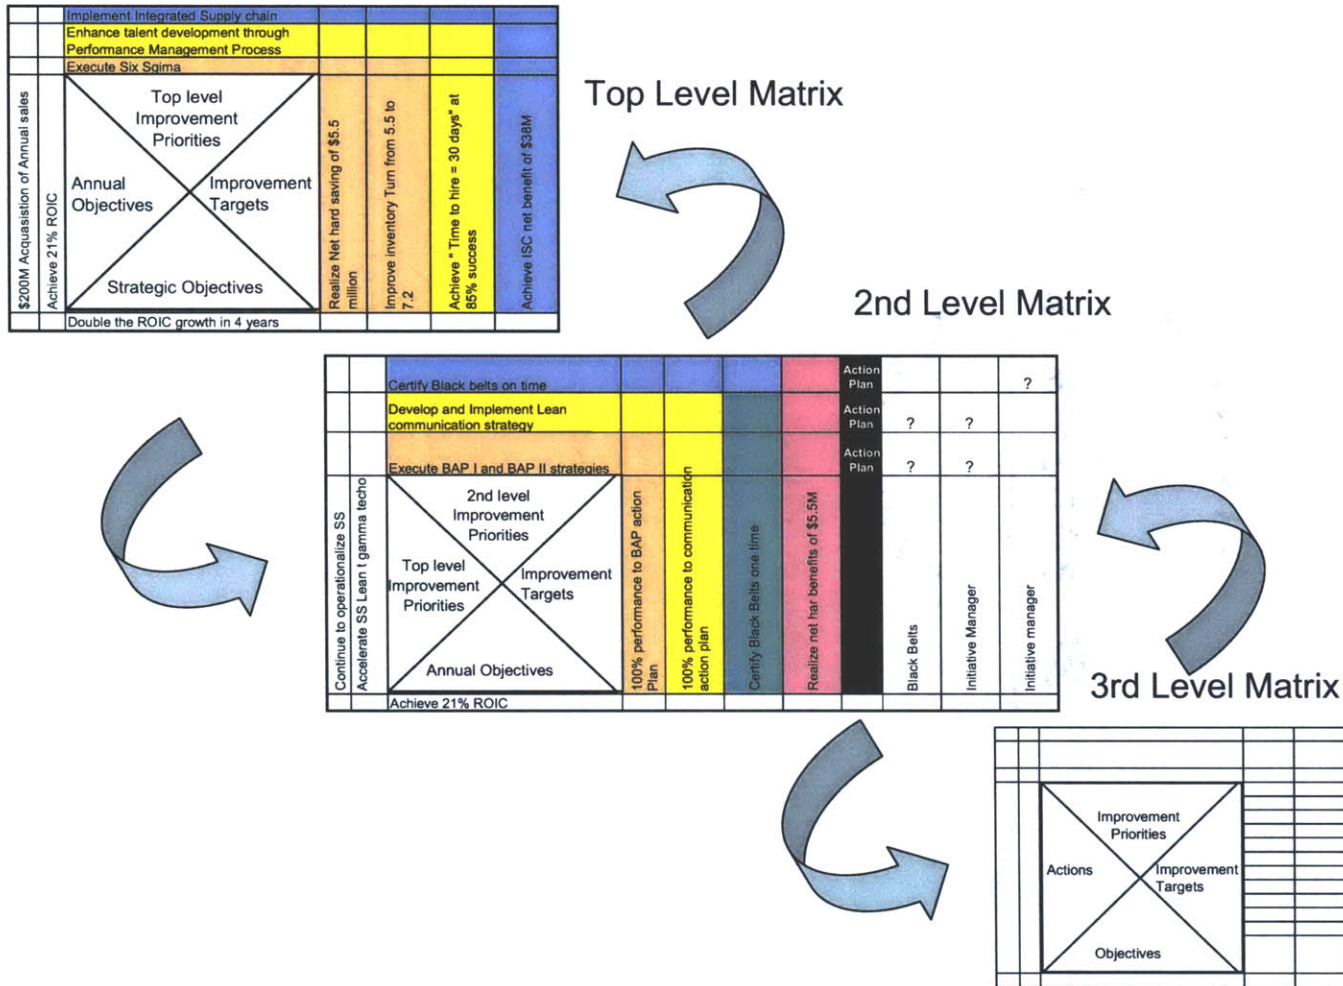 Implement Integrated Supply chain
Enhance talent development through
Performance Management Process
Execute Six Sgima
$200M Acquasistion of Annual sales
Achieve 21% ROIC
Top level
Improvement
Priorities
Annual
Objectives
Improvement
Targets
Strategic Objectives
Realize Net hard saving of $5.5
million
Improve inventory Turn from 5.5 to
7.2
Achieve " Time to hire = 30 days" at
85% success
Achieve ISC net benefit of $38M
Double the ROIC growth in 4 years
Top Level Matrix
2nd Level Matrix
Certify Black belts on time
Action
Plan
?
Develop and Implement Lean
communication strategy
Action
Plan
?
?
Execute BAP I and BAP II strategies
Action
Plan
?
?
Continue to operationalize SS
Accelerate SS Lean t gamma techo
2nd level
Improvement
Priorities
Top level
Improvement
Priorities
Improvement
Targets
Annual Objectives
100% performance to BAP action
Plan
100% performance to communication
action plan
Certify Black Belts one time
Realize net har benefits of $5.5M
Black Belts
Initiative Manager
Initiative manager
Achieve 21% ROIC
3rd Level Matrix
Improvement
Priorities
Actions
Improvement
Targets
Objectives